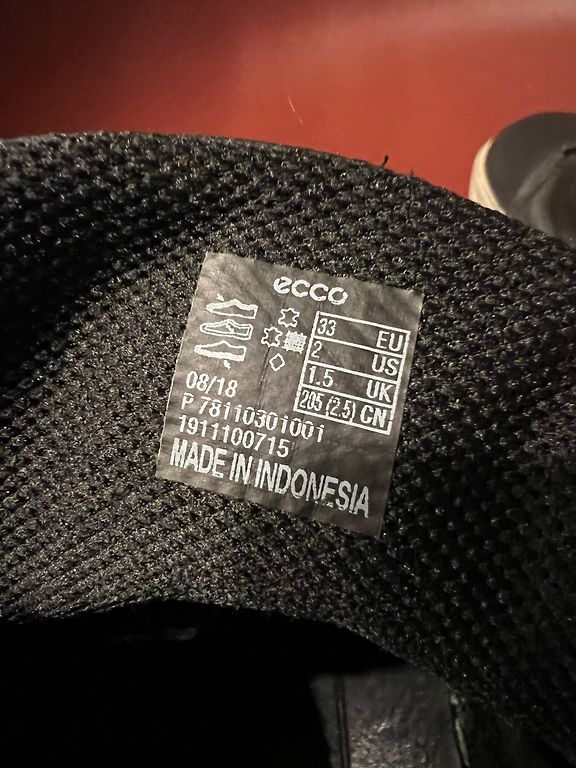 ecco
33 EU
2 US
1.5 UK
205 (2.5) CN
08/18
P 78110301001
1911100715
MADE IN INDONESIA